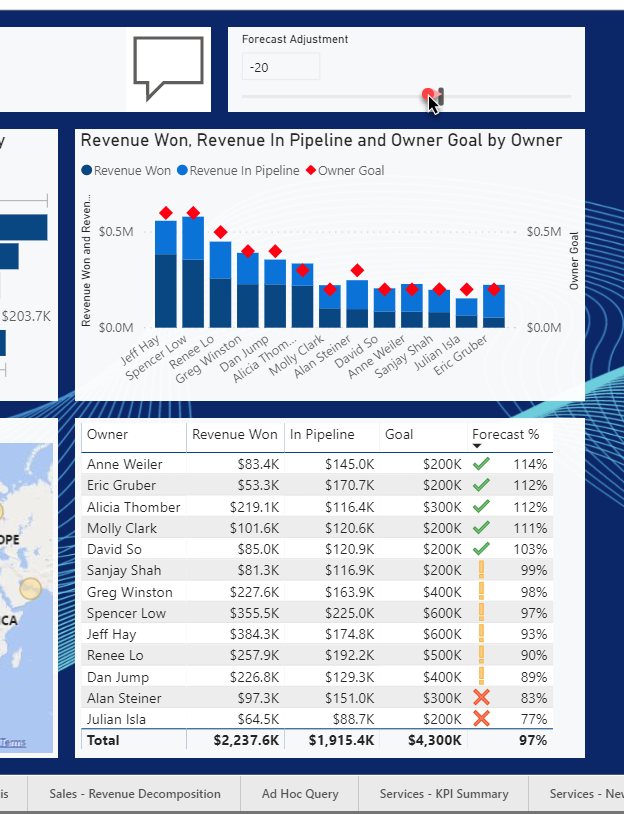 Forecast Adjustment
-20
y
Revenue Won, Revenue In Pipeline and Owner Goal by Owner
Revenue Won Revenue In Pipeline Owner Goal
Revenue Won and Reven...
$0.5M
$0.0M
$0.5M
$0.0M
Owner Goal
$203.7K
Jeff Hay
Spencer Low
Renee Lo
Greg Winston
Dan Jump
Alicia Thom...
Molly Clark
Alan Steiner
David So
Anne Weiler
Sanjay Shah
Julian Isla
Eric Gruber
Owner Revenue Won In Pipeline Goal Forecast %
Anne Weiler $83.4K $145.0K $200K 114%
Eric Gruber $53.3K $170.7K $200K 112%
Alicia Thomber $219.1K $116.4K $300K 112%
Molly Clark $101.6K $120.6K $200K 111%
David So $85.0K $120.9K $200K 103%
Sanjay Shah $81.3K $116.9K $200K 99%
Greg Winston $227.6K $163.9K $400K 98%
Spencer Low $355.5K $225.0K $600K 97%
Jeff Hay $384.3K $174.8K $600K 93%
Renee Lo $257.9K $192.2K $500K 90%
Dan Jump $226.8K $129.3K $400K 89%
Alan Steiner $97.3K $151.0K $300K 83%
Julian Isla $64.5K $88.7K $200K 77%
Total $2,237.6K $1,915.4K $4,300K 97%
OPE
CA
Terms
is
Sales - Revenue Decomposition
Ad Hoc Query
Services - KPI Summary
Services - Nev